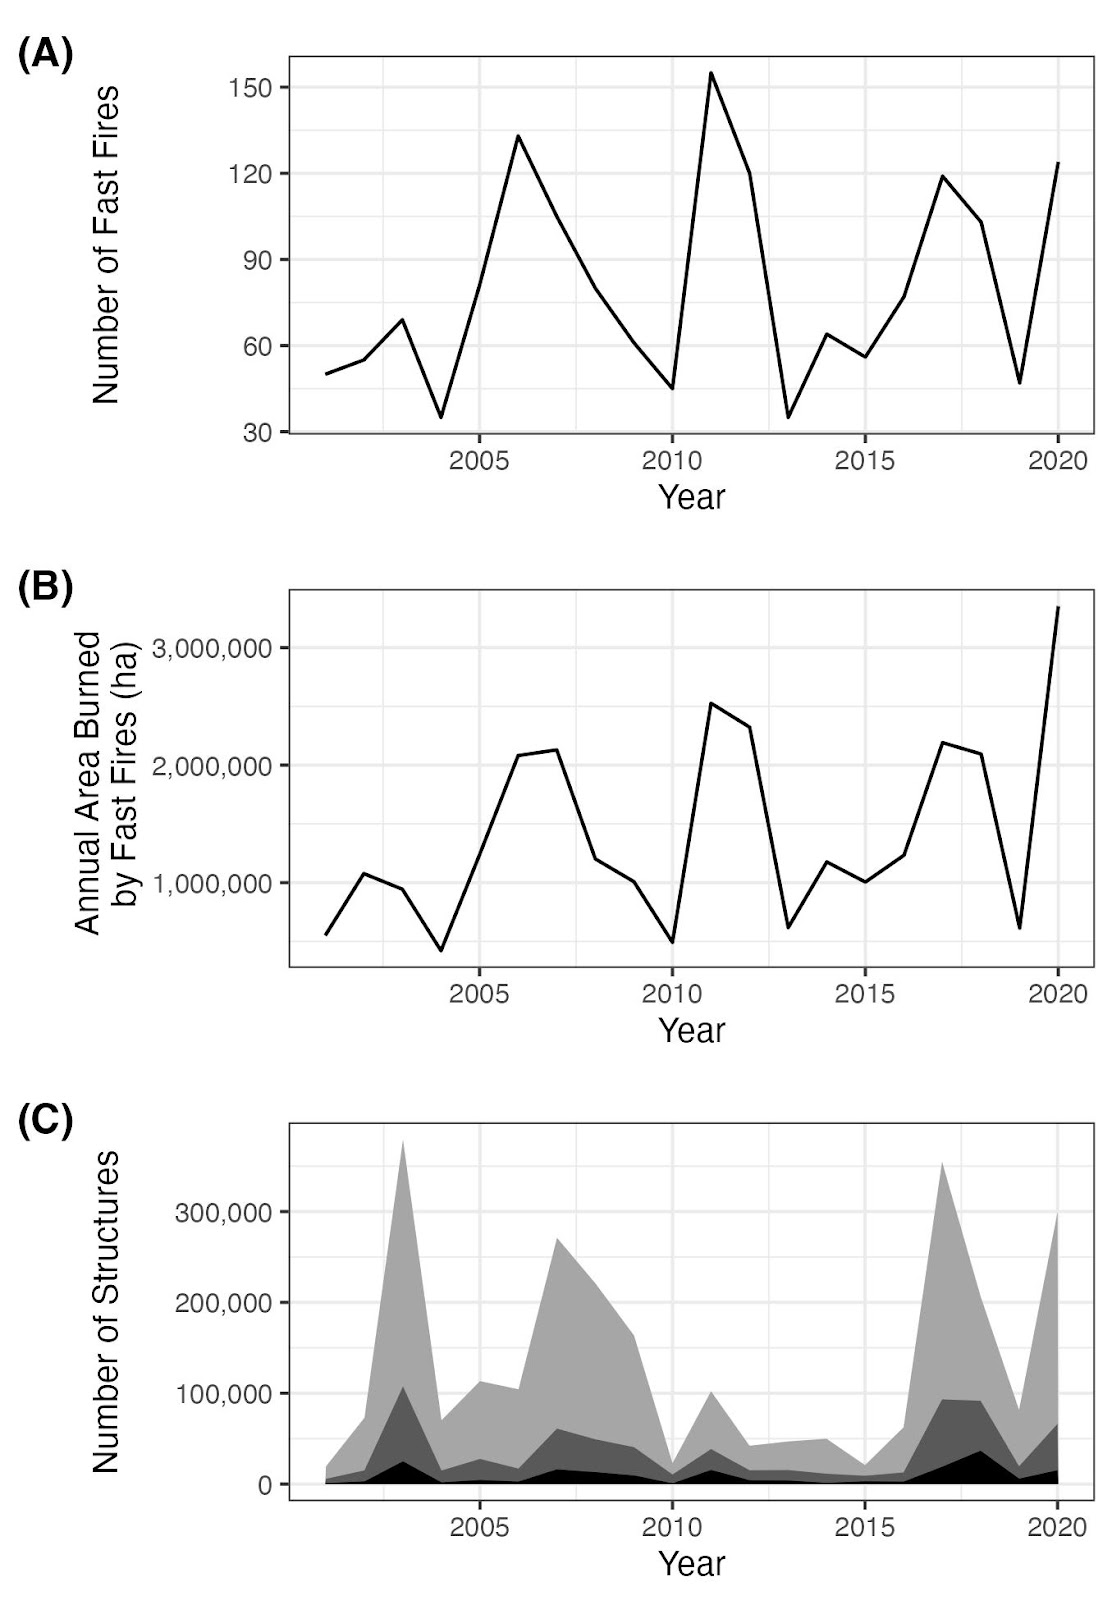 (A)
Number of Fast Fires
150
120
90
60
30
2005 2010 2015 2020
Year
(B)
Annual Area Burned
by Fast Fires (ha)
3,000,000
2,000,000
1,000,000
2005 2010 2015 2020
Year
(C)
Number of Structures
300,000
200,000
100,000
0
2005 2010 2015 2020
Year